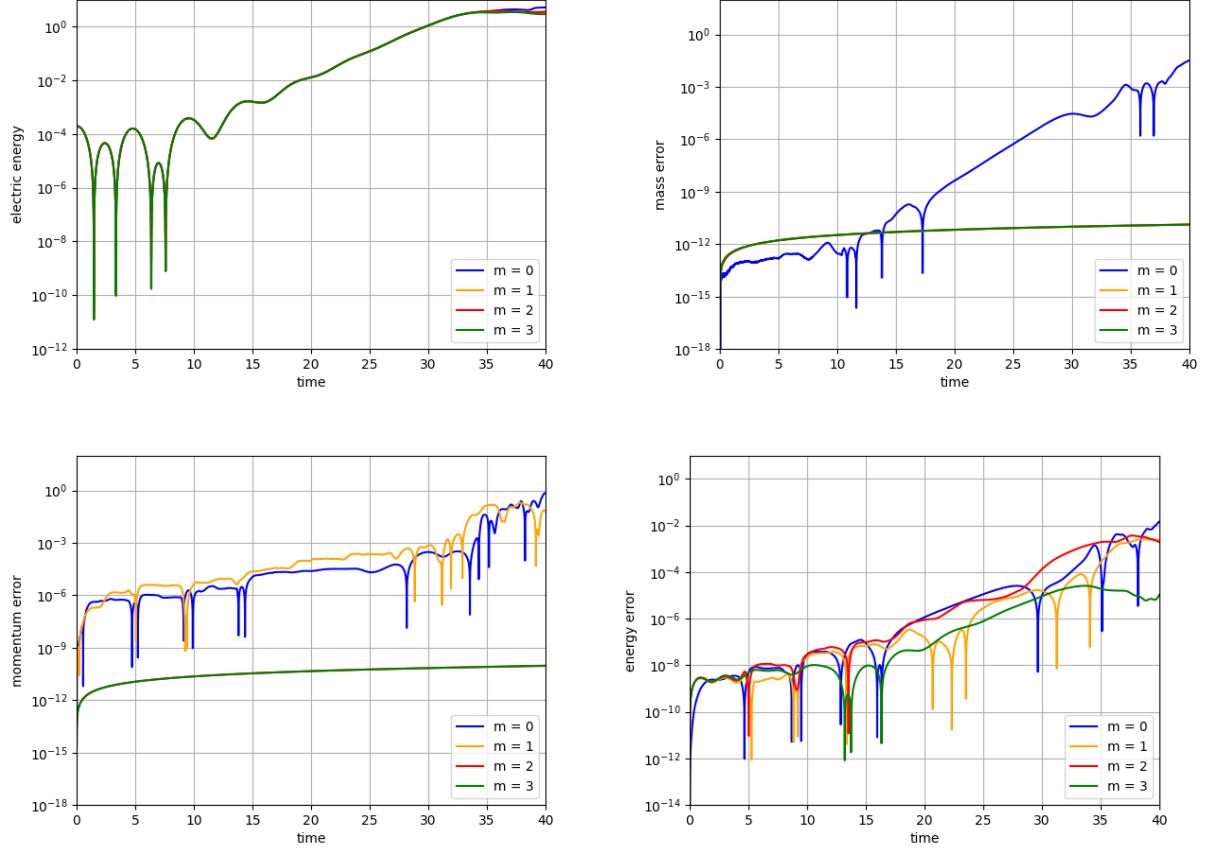 electric energy
10^0
10^-2
10^-4
10^-6
10^-8
10^-10
10^-12
0 5 10 15 20 25 30 35 40
time
m = 0
m = 1
m = 2
m = 3
mass error
10^0
10^-3
10^-6
10^-9
10^-12
10^-15
10^-18
0 5 10 15 20 25 30 35 40
time
m = 0
m = 1
m = 2
m = 3
momentum error
10^0
10^-3
10^-6
10^-9
10^-12
10^-15
10^-18
0 5 10 15 20 25 30 35 40
time
m = 0
m = 1
m = 2
m = 3
energy error
10^0
10^-2
10^-4
10^-6
10^-8
10^-10
10^-12
10^-14
0 5 10 15 20 25 30 35 40
time
m = 0
m = 1
m = 2
m = 3